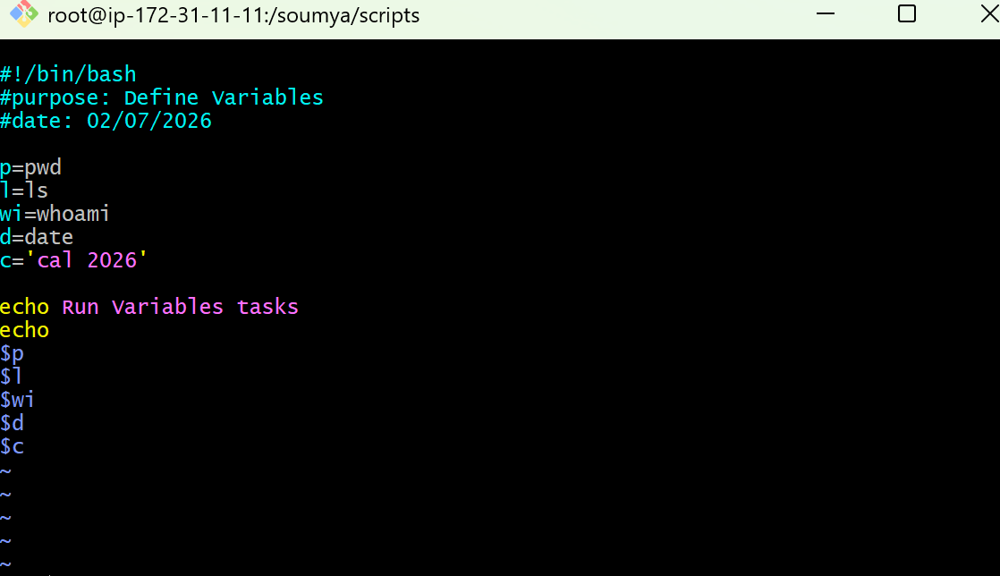 root@ip-172-31-11-11:/soumya/scripts
#!/bin/bash
#purpose: Define Variables
#date: 02/07/2026
p=pwd
l=ls
wi=whoami
d=date
c='cal 2026'
echo Run Variables tasks
echo
$p
$l
$wi
$d
$c
~
~
~
~
~